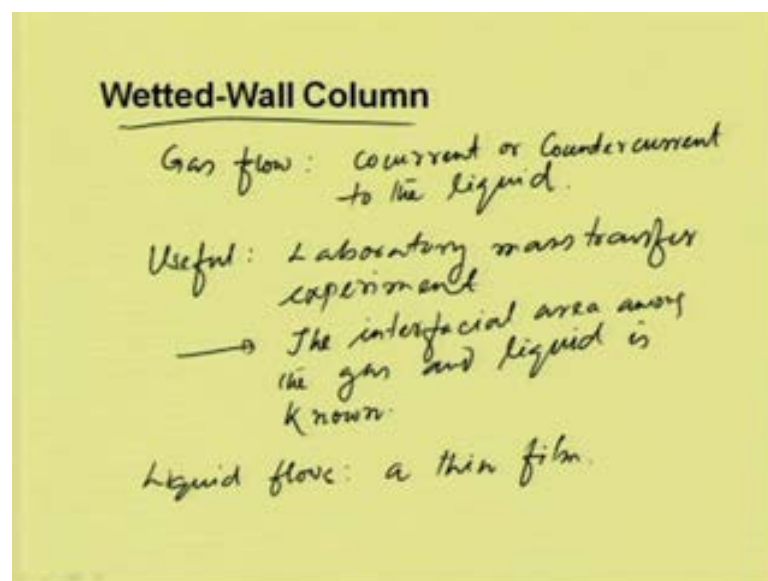 Wetted-Wall Column
Gas flow: cocurrent or Countercurrent
to the liquid.
Useful: Laboratory mass transfer
experiment
→ The interfacial area among
the gas and liquid is
known.
Liquid flow: a thin film.